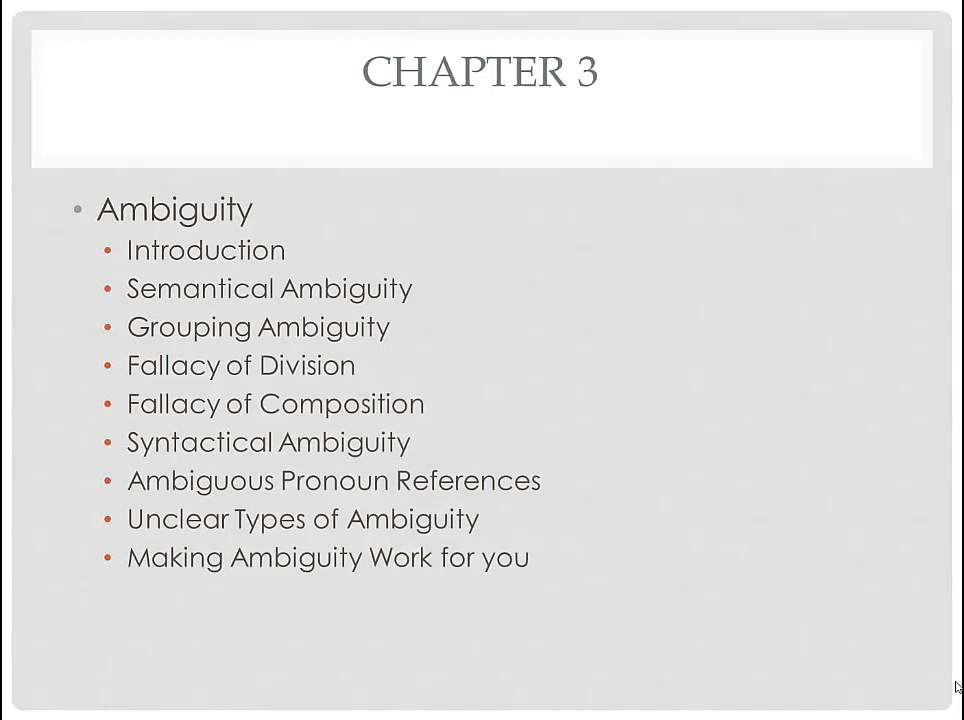 CHAPTER 3
• Ambiguity
• Introduction
• Semantical Ambiguity
• Grouping Ambiguity
• Fallacy of Division
• Fallacy of Composition
• Syntactical Ambiguity
• Ambiguous Pronoun References
• Unclear Types of Ambiguity
• Making Ambiguity Work for you